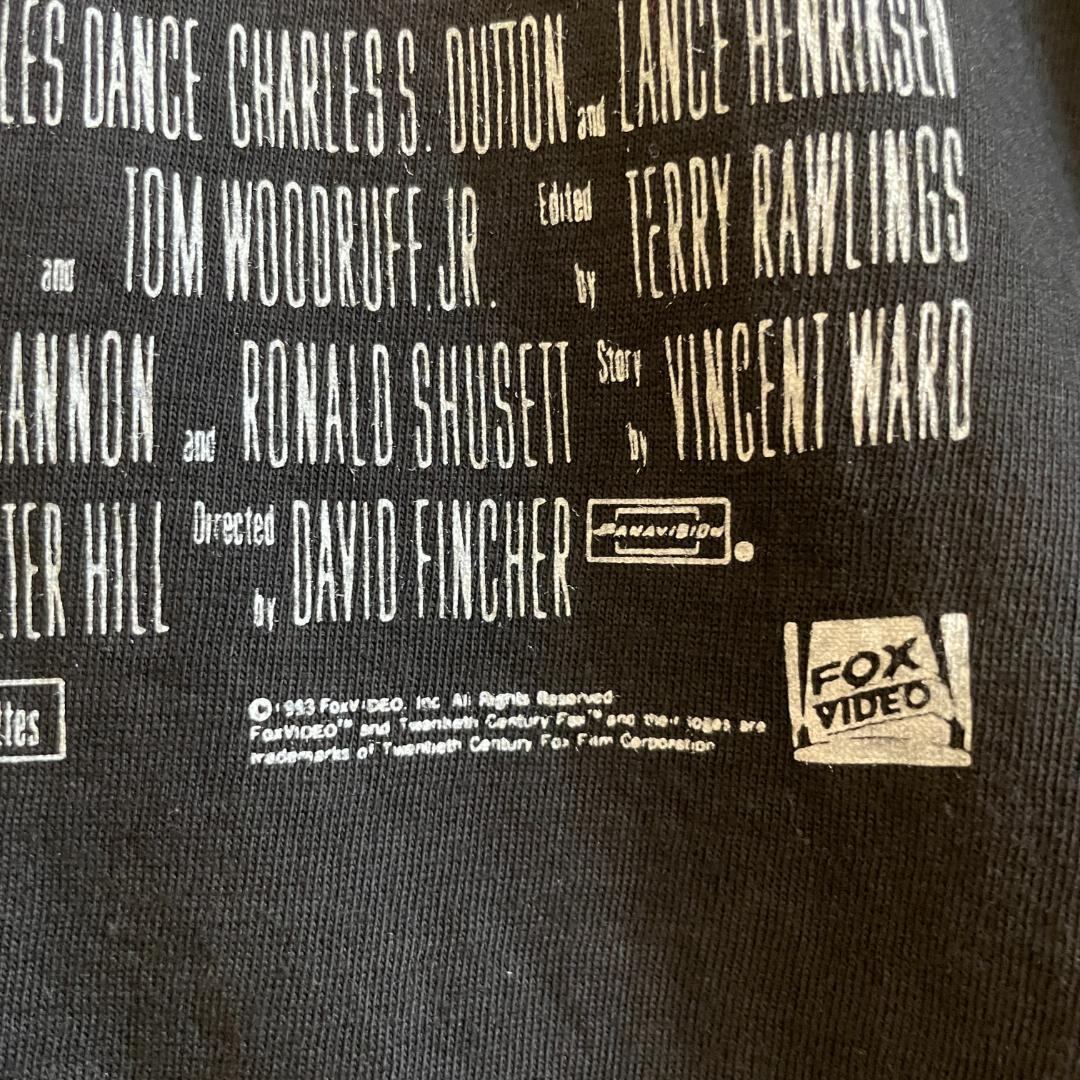 LES DANCE CHARLES S. DUTTON and LANCE HENRIKSEN
and TOM WOODRUFF, JR. Edited by TERRY RAWLINGS
ANNON and RONALD SHUSETT Story by VINCENT WARD
TER HILL Directed by DAVID FINCHER PANAVISION
ttes
© 1993 FoxVIDEO, Inc. All Rights Reserved
FoxVIDEO™ and Twentieth Century Fox™ and their logos are
trademarks of Twentieth Century Fox Film Corporation
FOX
VIDEO